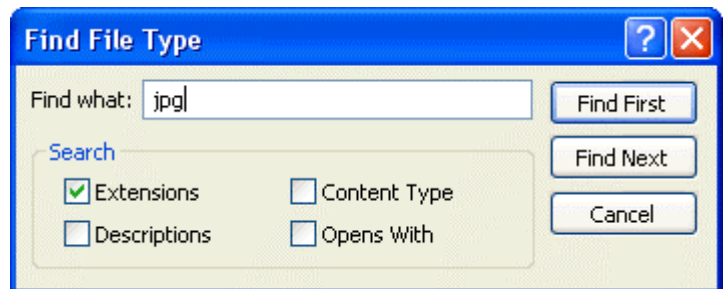 Find File Type
Find what: jpg
Find First
Search
Find Next
Extensions
Content Type
Cancel
Descriptions
Opens With